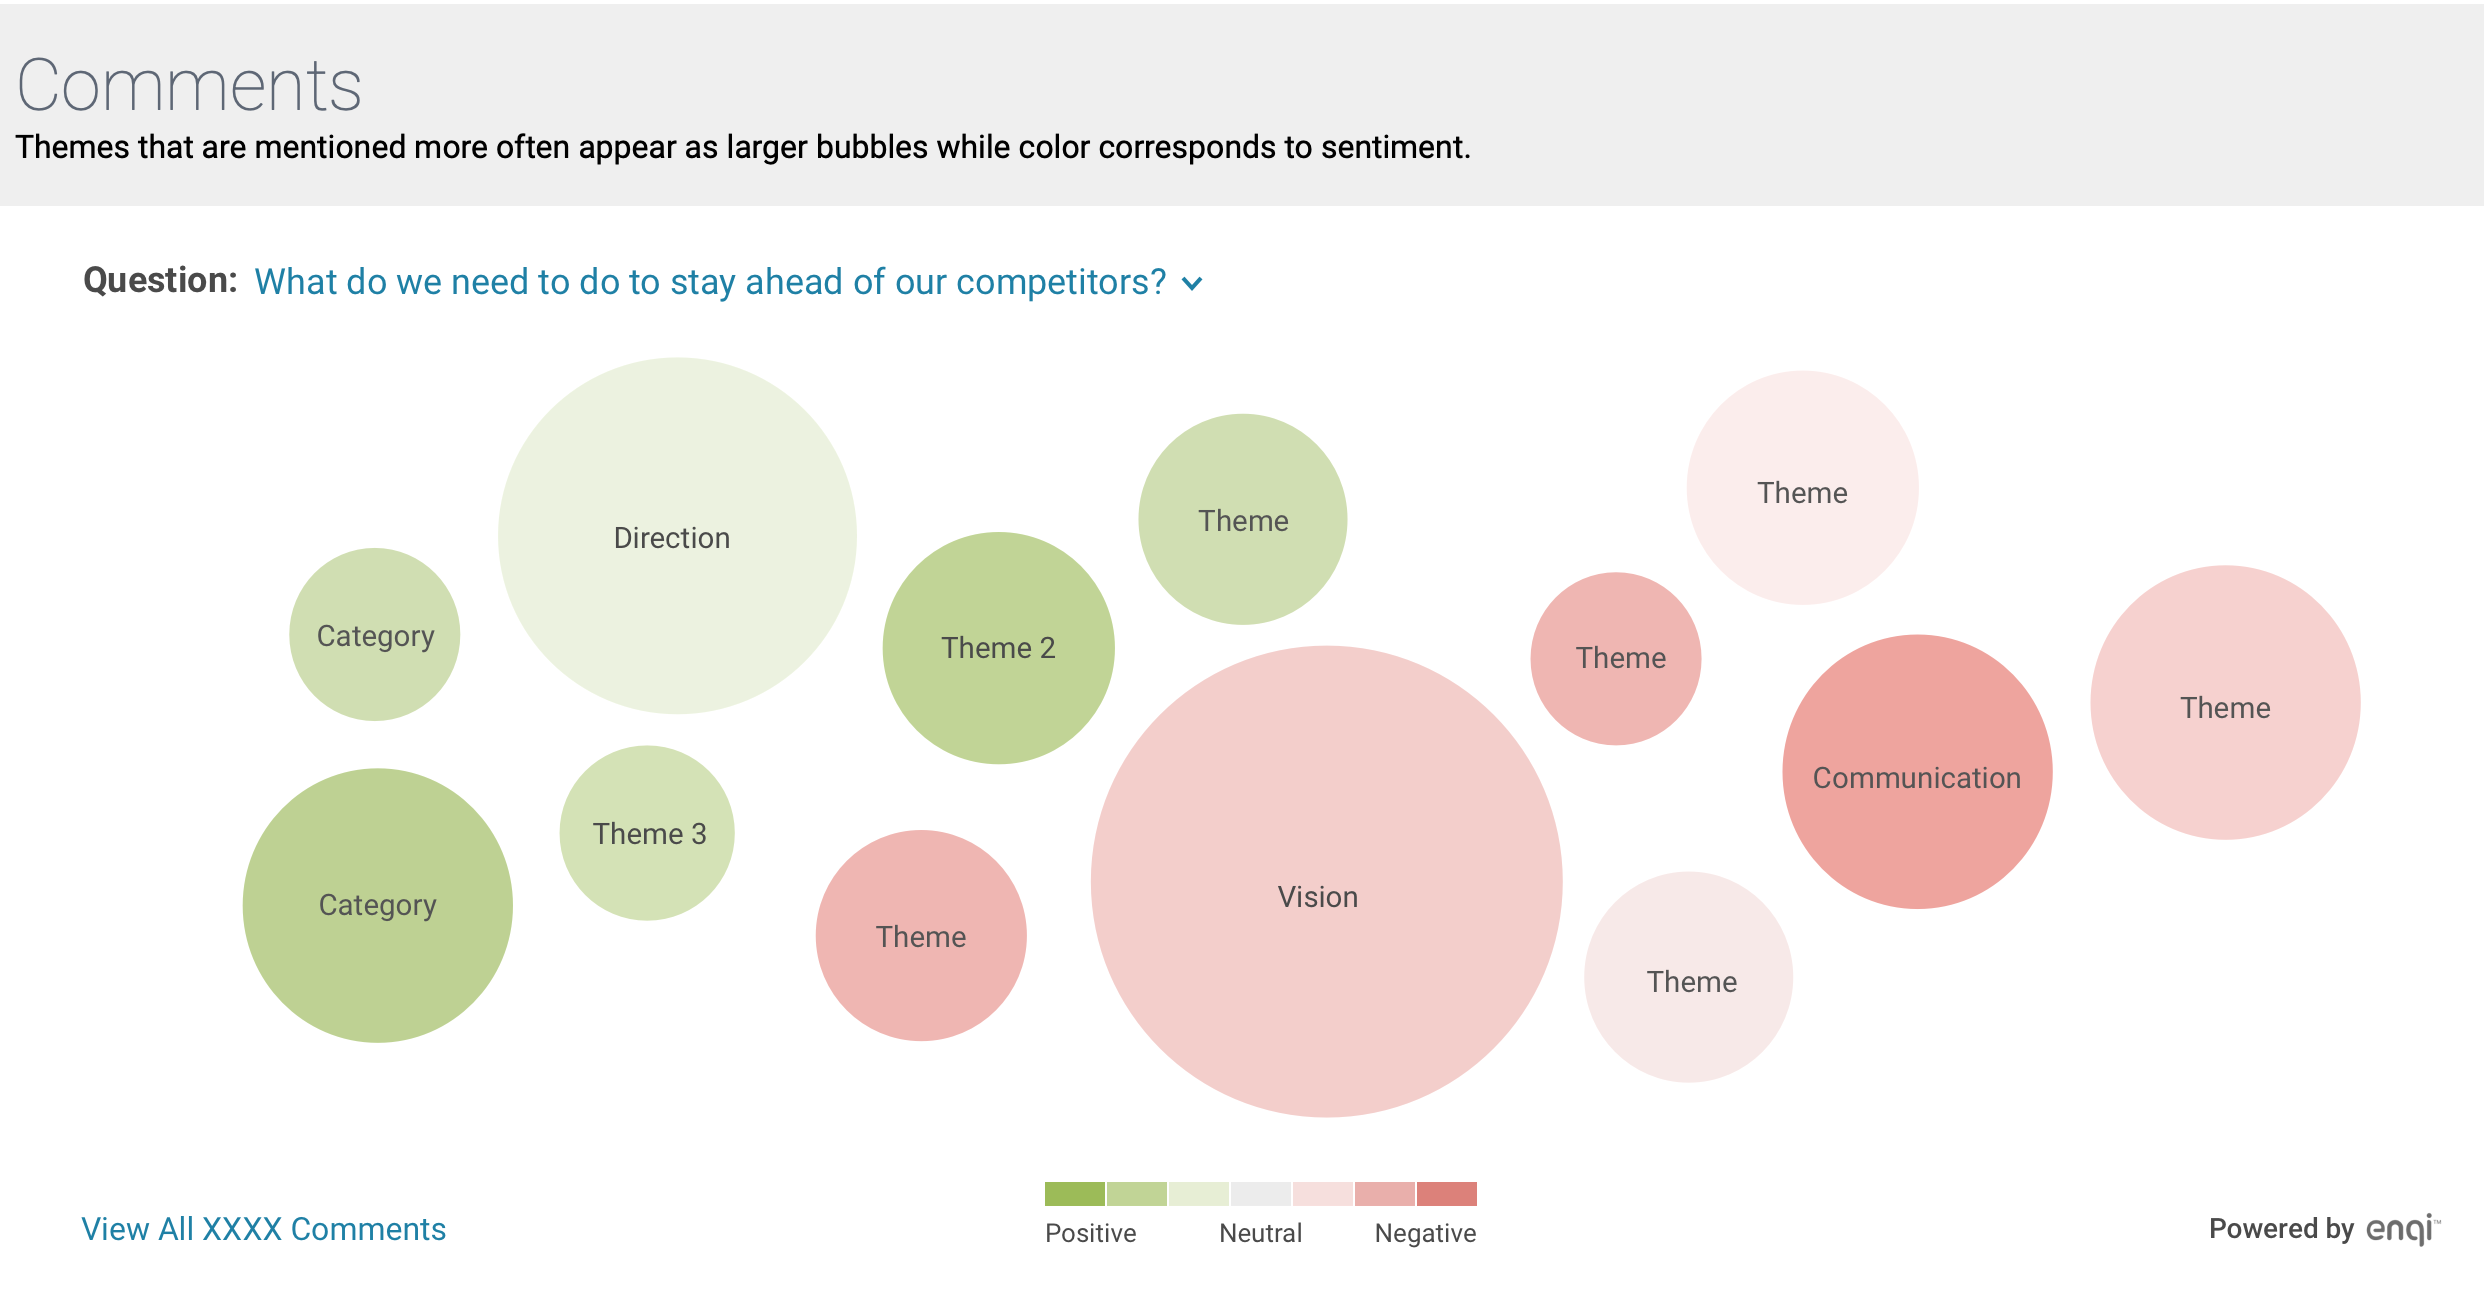 Comments
Themes that are mentioned more often appear as larger bubbles while color corresponds to sentiment.
Question: What do we need to do to stay ahead of our competitors?
Direction
Theme
Theme
Category
Theme 2
Theme
Theme
Communication
Theme 3
Category
Theme
Vision
Theme
Positive
Neutral
Negative
View All XXXX Comments
Powered by enqi™